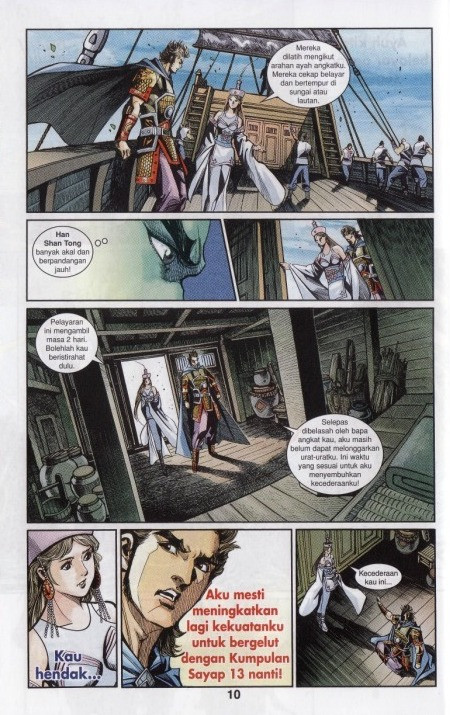 Mereka
dilatih mengikut
arahan ayah angkatku.
Mereka cekap belayar
dan bertempur di
sungai atau
lautan.
Han
Shan Tong
banyak akal dan
berpandangan
jauh!
Pelayaran
ini mengambil
masa 2 hari.
Bolehlah kau
beristirahat
dulu.
Selepas
dibelasah oleh bapa
angkat kau, aku masih
belum dapat melonggarkan
urat-uratku. Ini waktu
yang sesuai untuk aku
menyembuhkan
kecederaanku!
Kau
hendak...
Aku mesti
meningkatkan
lagi kekuatanku
untuk bergelut
dengan Kumpulan
Sayap 13 nanti!
Kecederaan
kau ini...
10